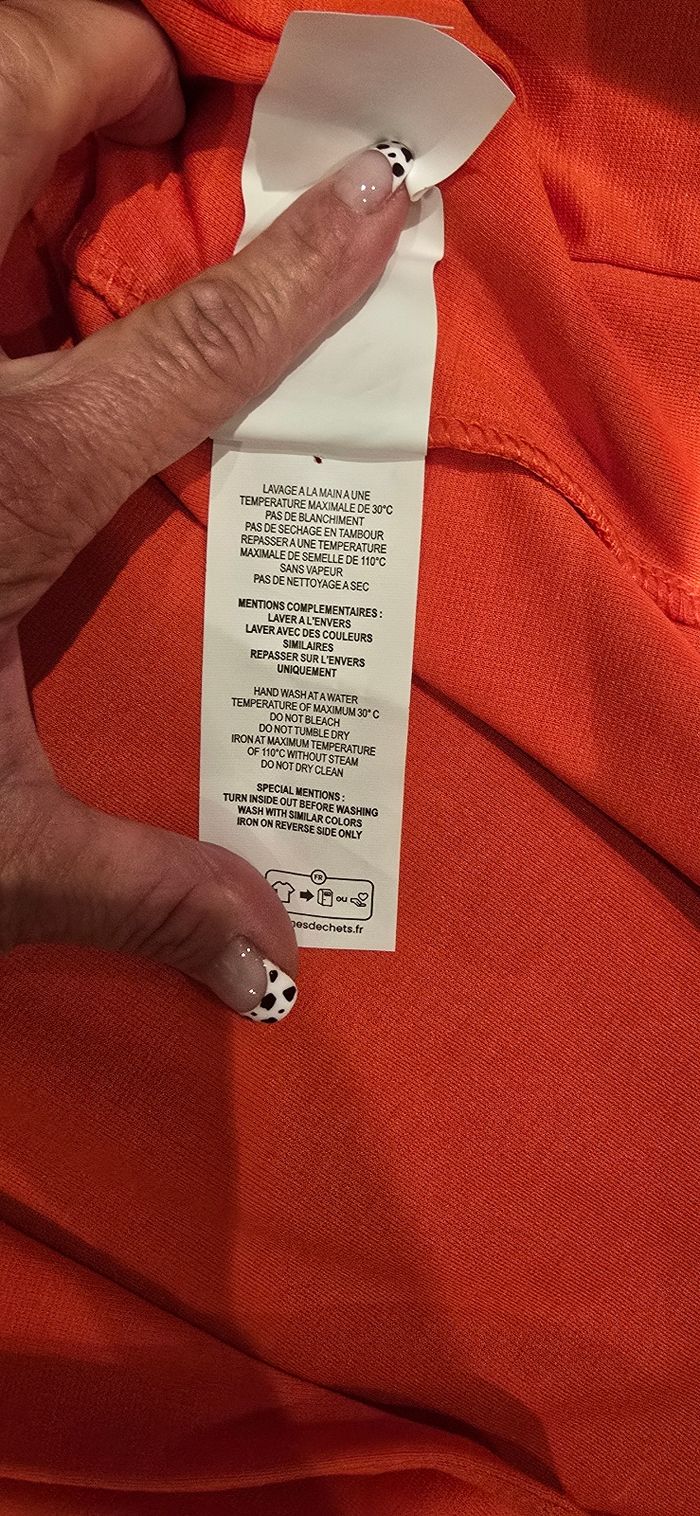 LAVAGE A LA MAIN A UNE
TEMPERATURE MAXIMALE DE 30°C
PAS DE BLANCHIMENT
PAS DE SECHAGE EN TAMBOUR
REPASSER A UNE TEMPERATURE
MAXIMALE DE SEMELLE DE 110°C
SANS VAPEUR
PAS DE NETTOYAGE A SEC
MENTIONS COMPLEMENTAIRES :
LAVER A L'ENVERS
LAVER AVEC DES COULEURS
SIMILAIRES
REPASSER SUR L'ENVERS
UNIQUEMENT
HAND WASH AT A WATER
TEMPERATURE OF MAXIMUM 30° C
DO NOT BLEACH
DO NOT TUMBLE DRY
IRON AT MAXIMUM TEMPERATURE
OF 110°C WITHOUT STEAM
DO NOT DRY CLEAN
SPECIAL MENTIONS :
TURN INSIDE OUT BEFORE WASHING
WASH WITH SIMILAR COLORS
IRON ON REVERSE SIDE ONLY
FR
ou